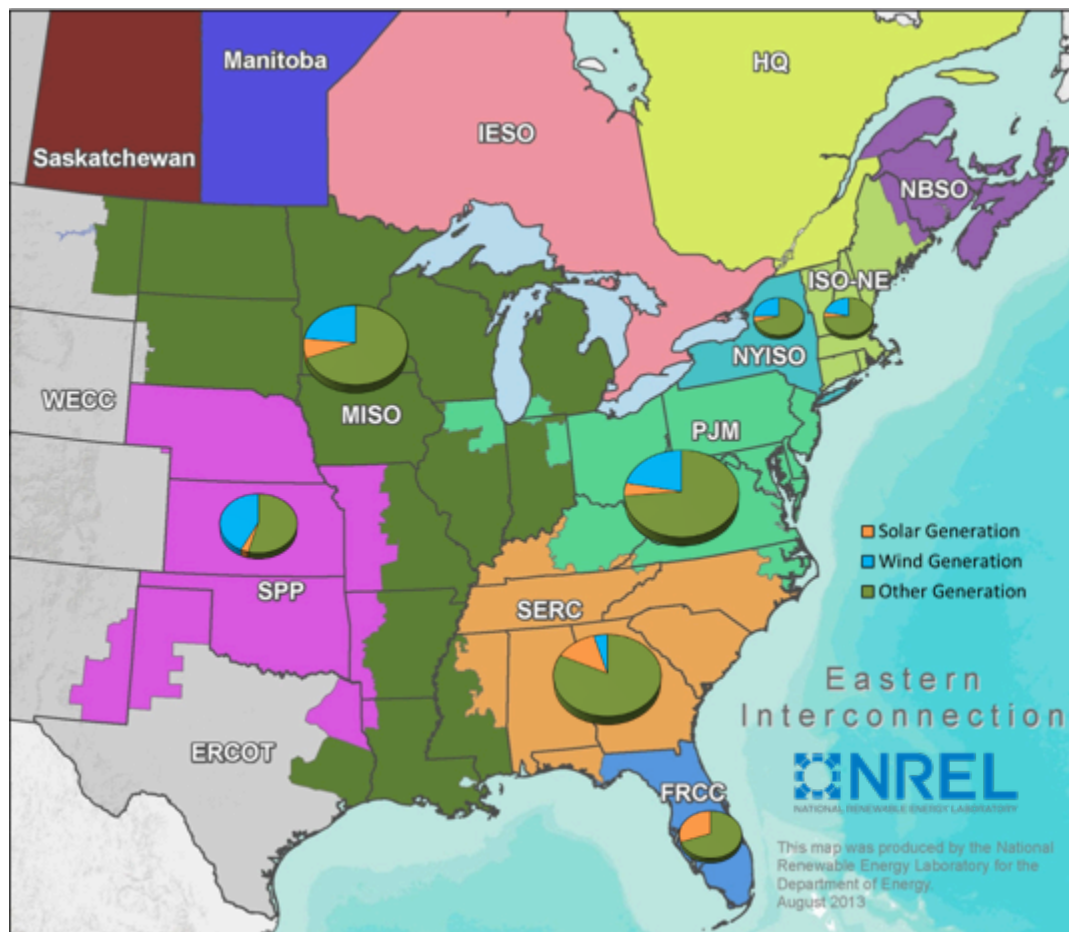 Manitoba
HQ
IESO
Saskatchewan
NBSO
ISO-NE
NYISO
WECC
MISO
PJM
Solar Generation
Wind Generation
Other Generation
SPP
SERC
Eastern
Interconnection
ERCOT
NREL
NATIONAL RENEWABLE ENERGY LABORATORY
FRCC
This map was produced by the National
Renewable Energy Laboratory for the
Department of Energy.
August 2013